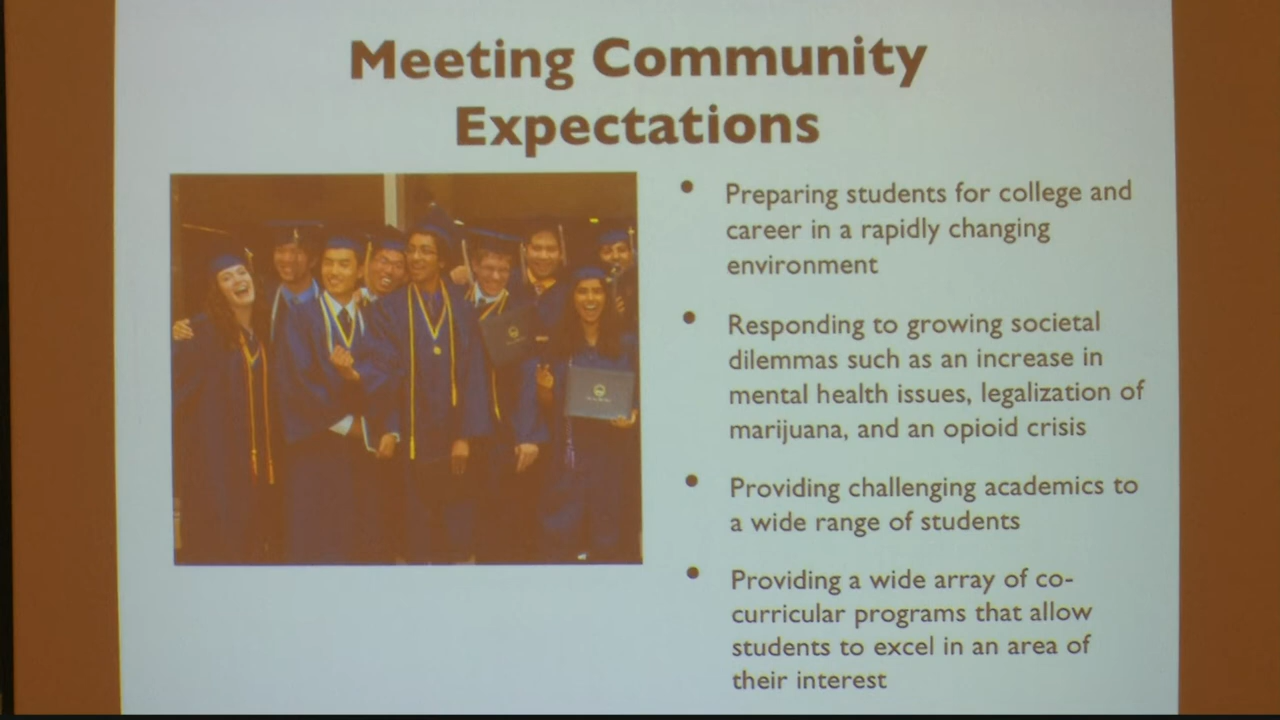 Meeting Community
Expectations
• Preparing students for college and
career in a rapidly changing
environment
• Responding to growing societal
dilemmas such as an increase in
mental health issues, legalization of
marijuana, and an opioid crisis
• Providing challenging academics to
a wide range of students
• Providing a wide array of co-
curricular programs that allow
students to excel in an area of
their interest